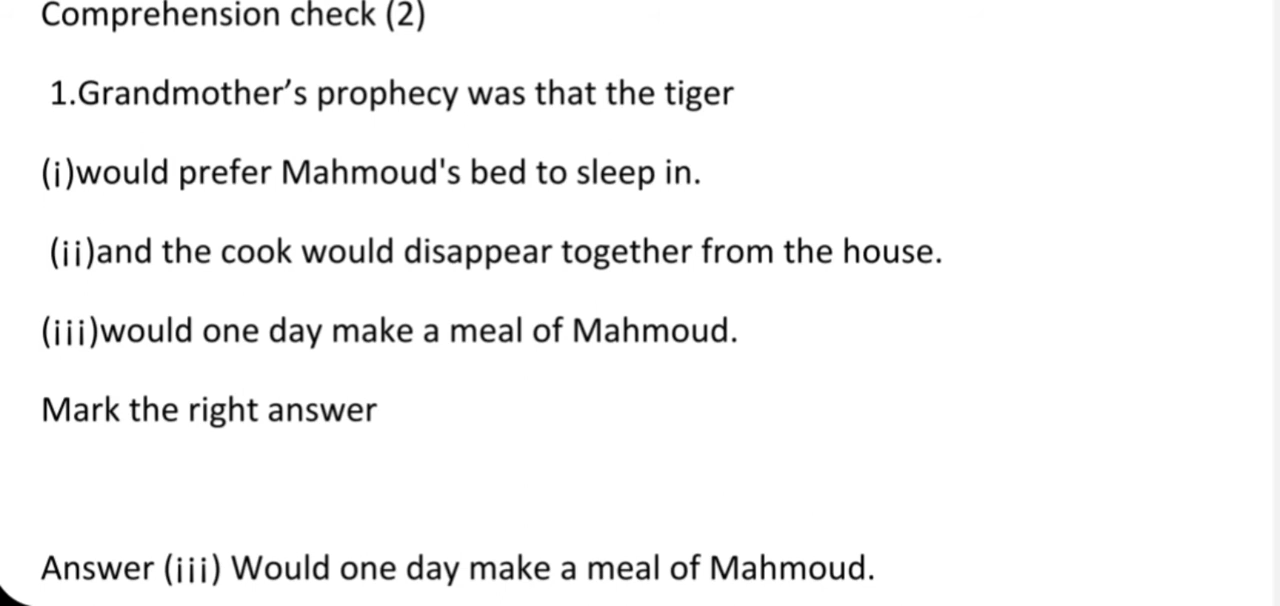 Comprehension check (2)
1.Grandmother’s prophecy was that the tiger
(i)would prefer Mahmoud's bed to sleep in.
(ii)and the cook would disappear together from the house.
(iii)would one day make a meal of Mahmoud.
Mark the right answer
Answer (iii) Would one day make a meal of Mahmoud.